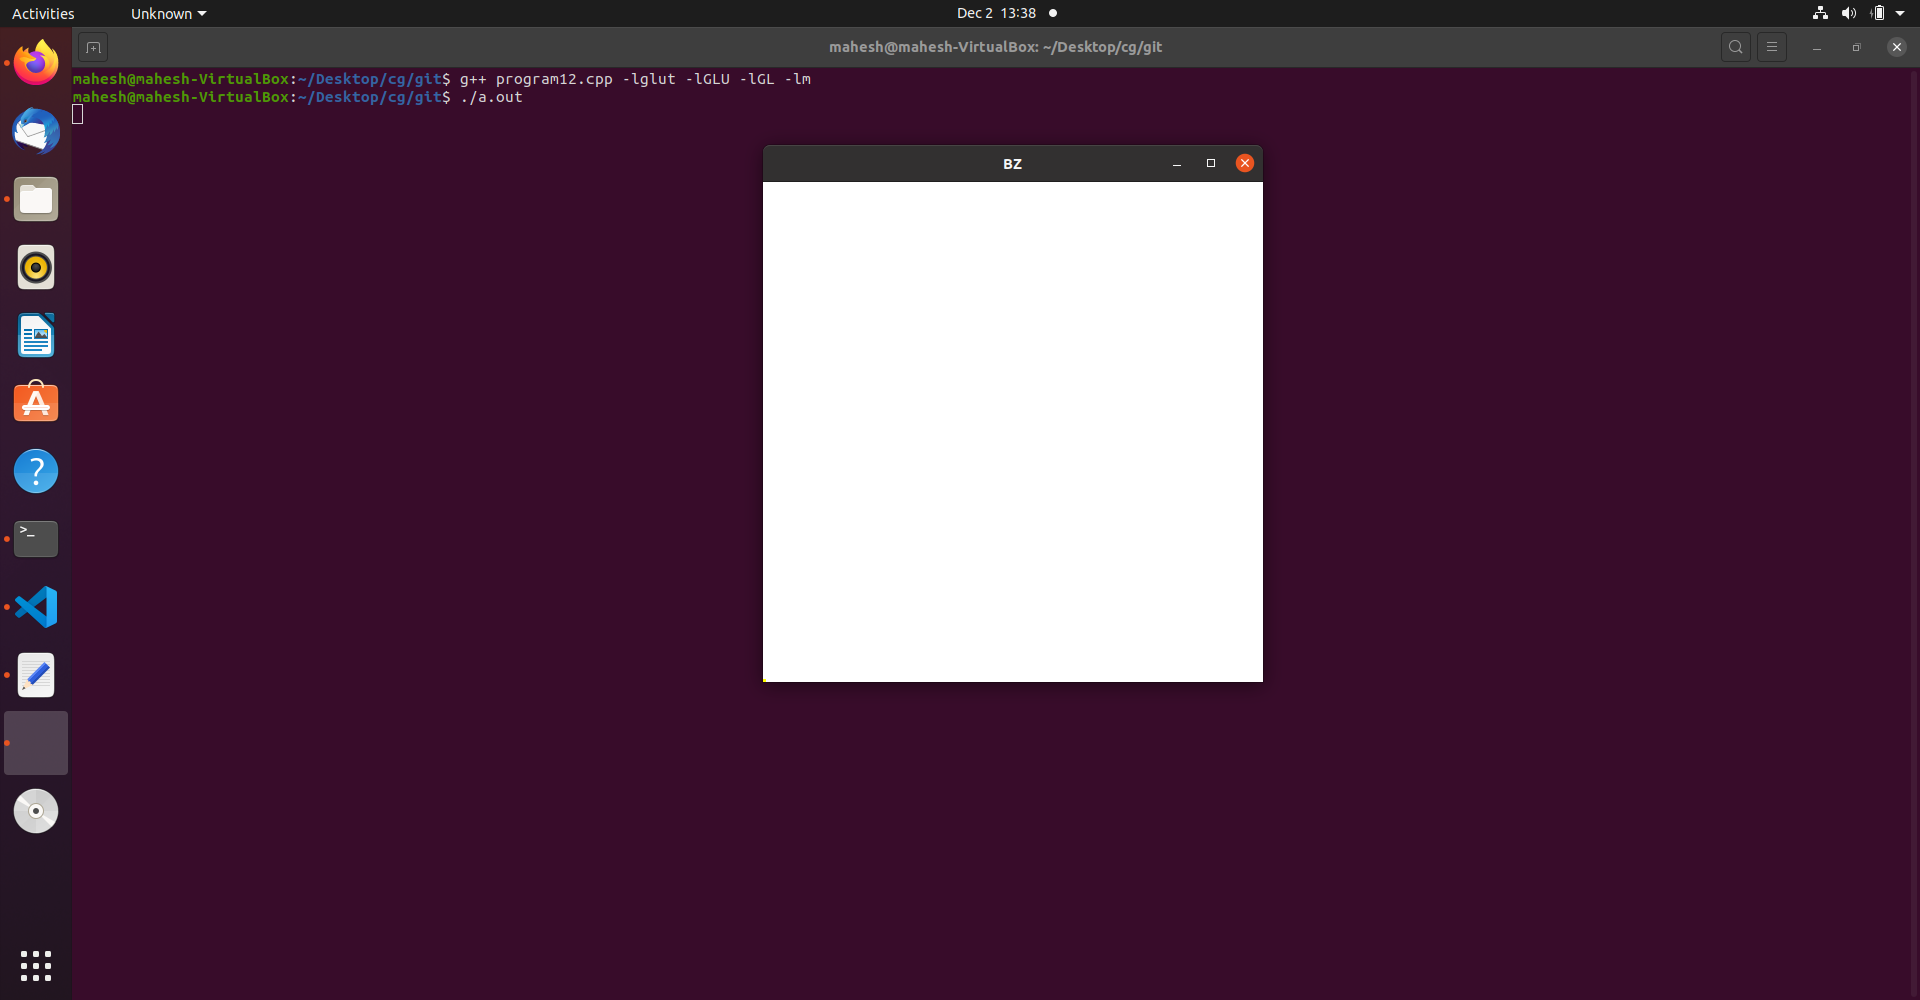 Activities
Unknown
Dec 2 13:38
mahesh@mahesh-VirtualBox: ~/Desktop/cg/git
mahesh@mahesh-VirtualBox:~/Desktop/cg/git$ g++ program12.cpp -lglut -lGLU -lGL -lm
mahesh@mahesh-VirtualBox:~/Desktop/cg/git$ ./a.out
BZ